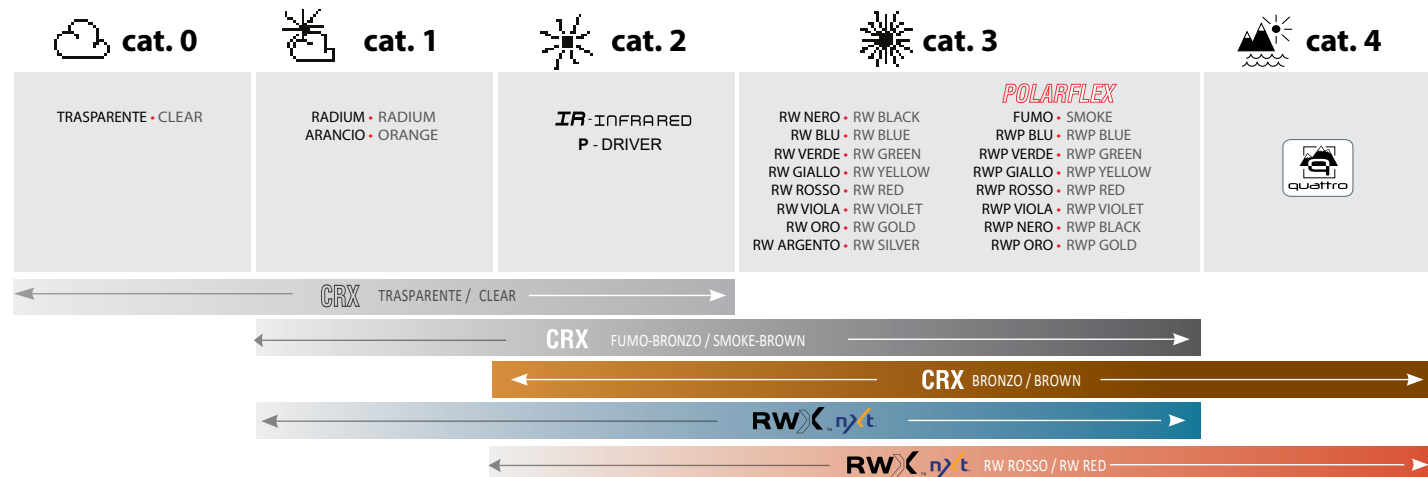 cat. 0
cat. 1
cat. 2
cat. 3
cat. 4
TRASPARENTE • CLEAR
RADIUM • RADIUM
ARANCIO • ORANGE
IR - INFRARED
P - DRIVER
RW NERO • RW BLACK
RW BLU • RW BLUE
RW VERDE • RW GREEN
RW GIALLO • RW YELLOW
RW ROSSO • RW RED
RW VIOLA • RW VIOLET
RW ORO • RW GOLD
RW ARGENTO • RW SILVER
POLARFLEX
FUMO • SMOKE
RWP BLU • RWP BLUE
RWP VERDE • RWP GREEN
RWP GIALLO • RWP YELLOW
RWP ROSSO • RWP RED
RWP VIOLA • RWP VIOLET
RWP NERO • RWP BLACK
RWP ORO • RWP GOLD
q
quattro
CRX TRASPARENTE / CLEAR
CRX FUMO-BRONZO / SMOKE-BROWN
CRX BRONZO / BROWN
RWX™ nxt
RWX™ nxt RW ROSSO / RW RED